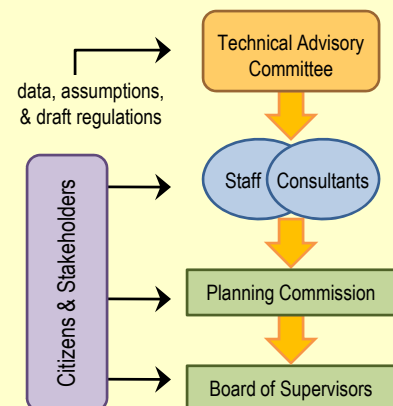 Technical Advisory
Committee
data, assumptions,
& draft regulations
Citizens & Stakeholders
Staff
Consultants
Planning Commission
Board of Supervisors